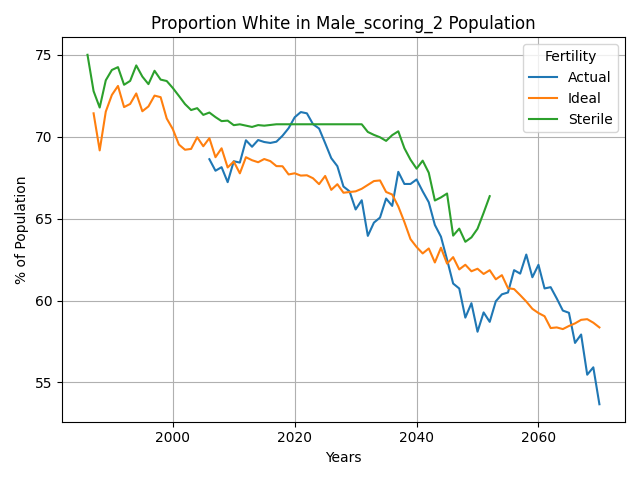 Proportion White in Male_scoring_2 Population
Fertility
Actual
Ideal
Sterile
% of Population
75
70
65
60
55
2000
2020
2040
2060
Years